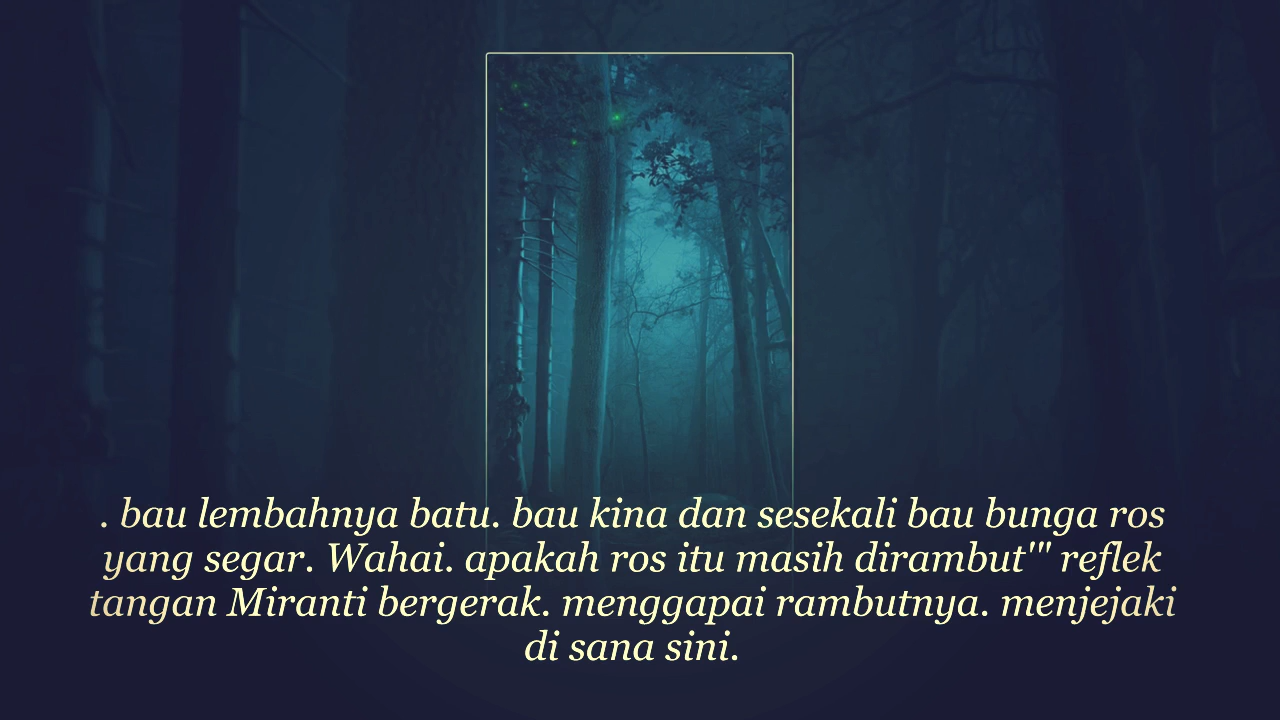 . bau lembahnya batu. bau kina dan sesekali bau bunga ros
yang segar. Wahai. apakah ros itu masih dirambut'" reflek
tangan Miranti bergerak. menggapai rambutnya. menjejaki
di sana sini.